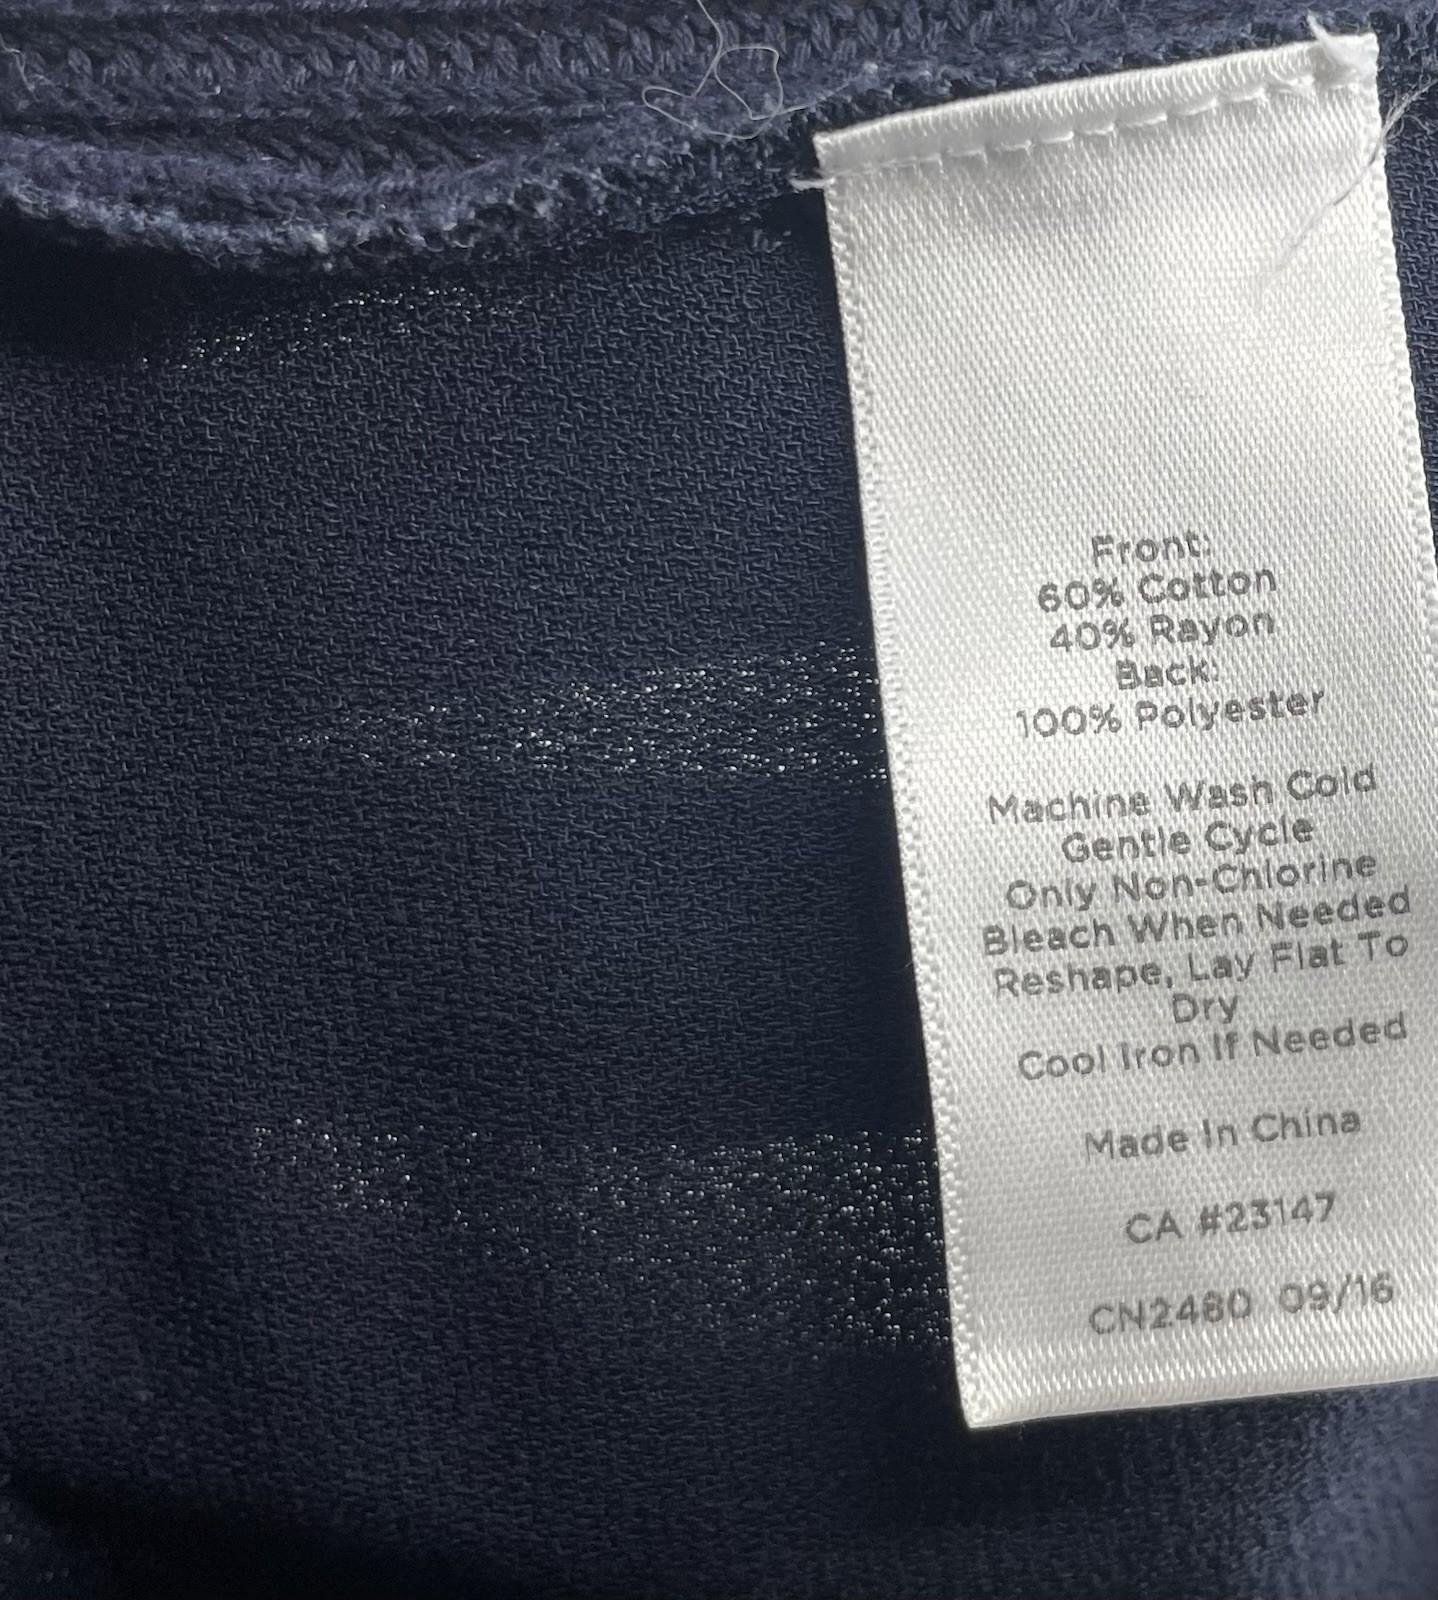 Front:
60% Cotton
40% Rayon
Back:
100% Polyester
Machine Wash Cold
Gentle Cycle
Only Non-Chlorine
Bleach When Needed
Reshape, Lay Flat To
Dry
Cool Iron If Needed
Made In China
CA #23147
CN2480 09/16